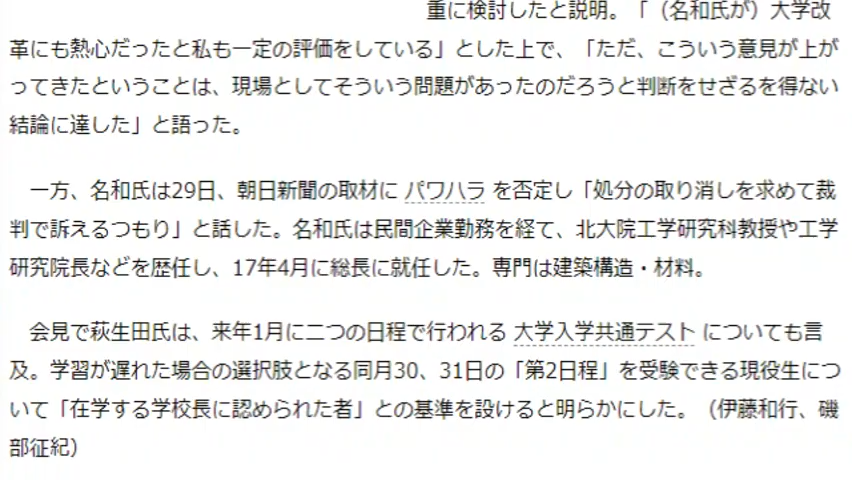 重に検討したと説明。「（名和氏が）大学改
革にも熱心だったと私も一定の評価をしている」とした上で、「ただ、こういう意見が上が
ってきたということは、現場としてそういう問題があったのだろうと判断をせざるを得ない
結論に達した」と語った。
一方、名和氏は29日、朝日新聞の取材に パワハラ を否定し「処分の取り消しを求めて裁
判で訴えるつもり」と話した。名和氏は民間企業勤務を経て、北大院工学研究科教授や工学
研究院長などを歴任し、17年4月に総長に就任した。専門は建築構造・材料。
会見で萩生田氏は、来年1月に二つの日程で行われる 大学入学共通テスト についても言
及。学習が遅れた場合の選択肢となる同月30、31日の「第2日程」を受験できる現役生につ
いて「在学する学校長に認められた者」との基準を設けると明らかにした。（伊藤和行、磯
部征紀）